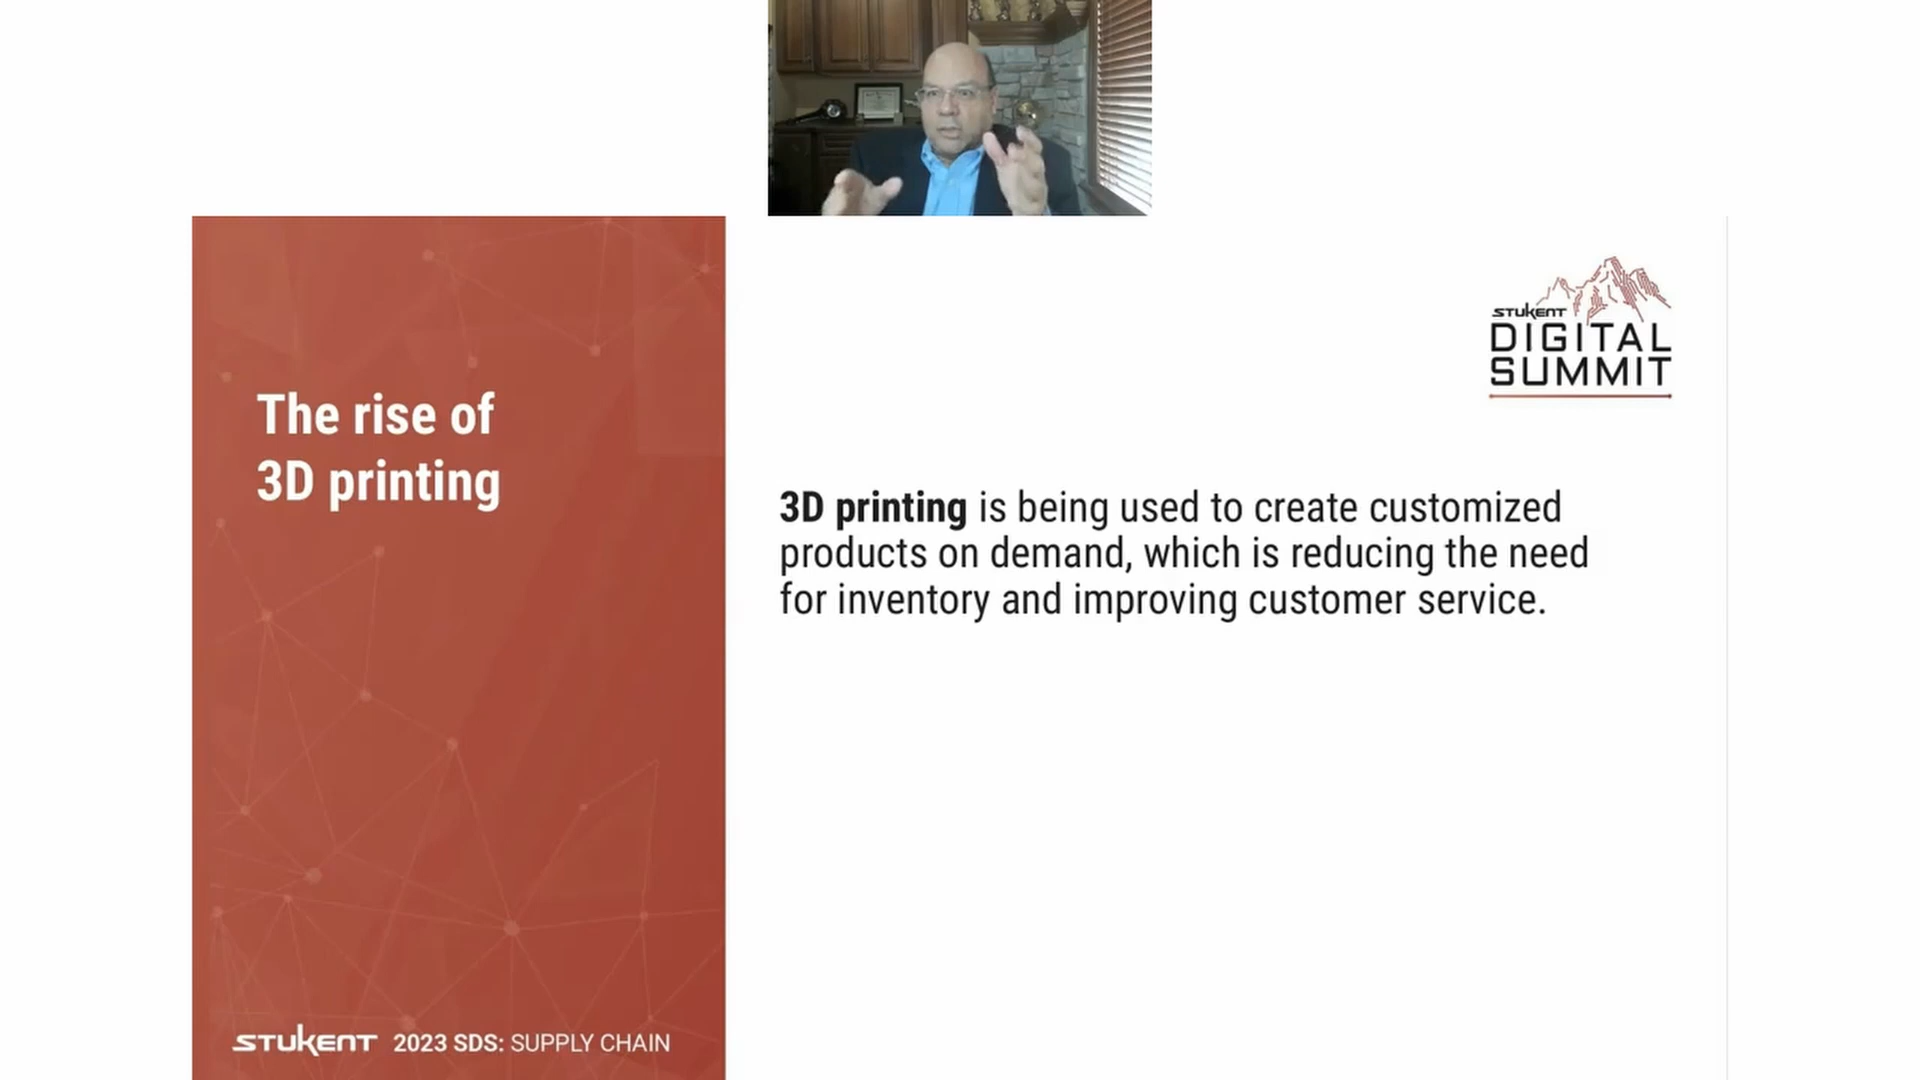 The rise of
3D printing
STUKENT
DIGITAL
SUMMIT
3D printing is being used to create customized
products on demand, which is reducing the need
for inventory and improving customer service.
STUKENT 2023 SDS: SUPPLY CHAIN